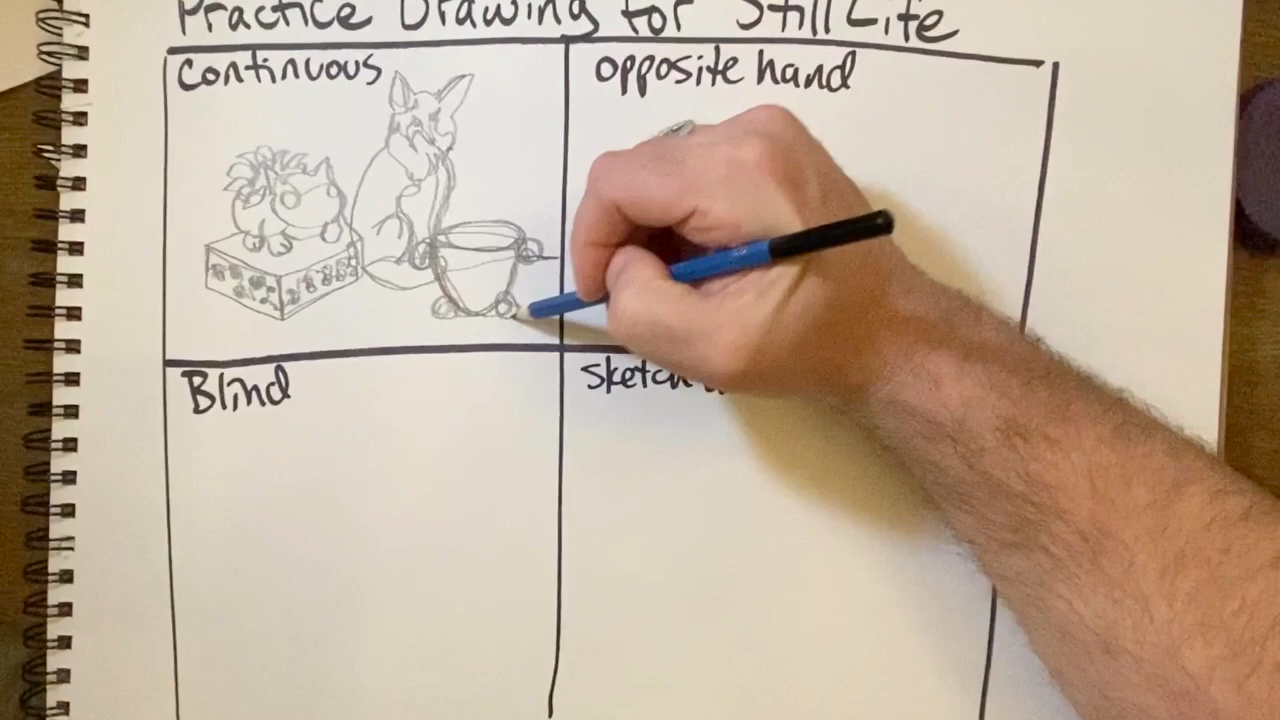 Practice Drawing for Still Life
Continuous
opposite hand
Blind
Sketch